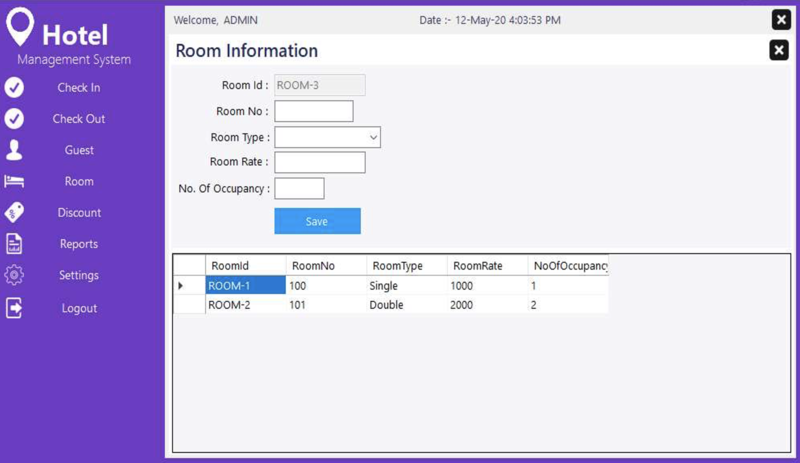 Hotel
Management System
Check In
Check Out
Guest
Room
Discount
Reports
Settings
Logout
Welcome, ADMIN Date :- 12-May-20 4:03:53 PM
Room Information
Room Id : ROOM-3
Room No :
Room Type :
Room Rate :
No. Of Occupancy :
Save
RoomId RoomNo RoomType RoomRate NoOfOccupancy
ROOM-1 100 Single 1000 1
ROOM-2 101 Double 2000 2